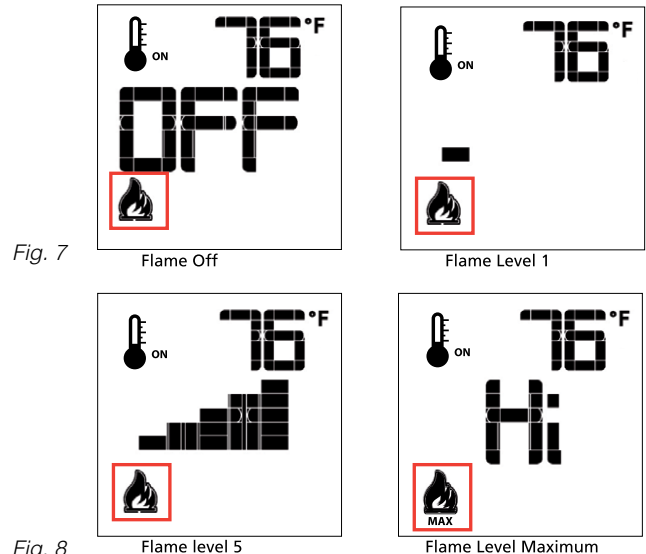 76 °F
ON
OFF
76 °F
ON
Fig. 7
Flame Off
Flame Level 1
76 °F
ON
76 °F
ON
Hi
MAX
Fig. 8
Flame level 5
Flame Level Maximum